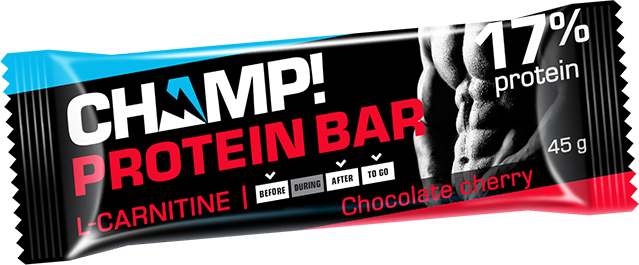 CHAMP!
PROTEIN BAR
L-CARNITINE |
BEFORE DURING AFTER TO GO
17%
protein
45 g
Chocolate cherry